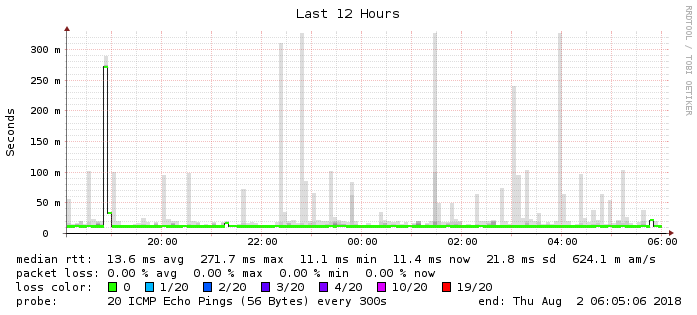 Last 12 Hours
RRDTOOL / TOBI OETIKER
Seconds
300 m
250 m
200 m
150 m
100 m
50 m
0
20:00 22:00 00:00 02:00 04:00 06:00
median rtt: 13.6 ms avg 271.7 ms max 11.1 ms min 11.4 ms now 21.8 ms sd 624.1 m am/s
packet loss: 0.00 % avg 0.00 % max 0.00 % min 0.00 % now
loss color: 0 1/20 2/20 3/20 4/20 10/20 19/20
probe: 20 ICMP Echo Pings (56 Bytes) every 300s end: Thu Aug 2 06:05:06 2018